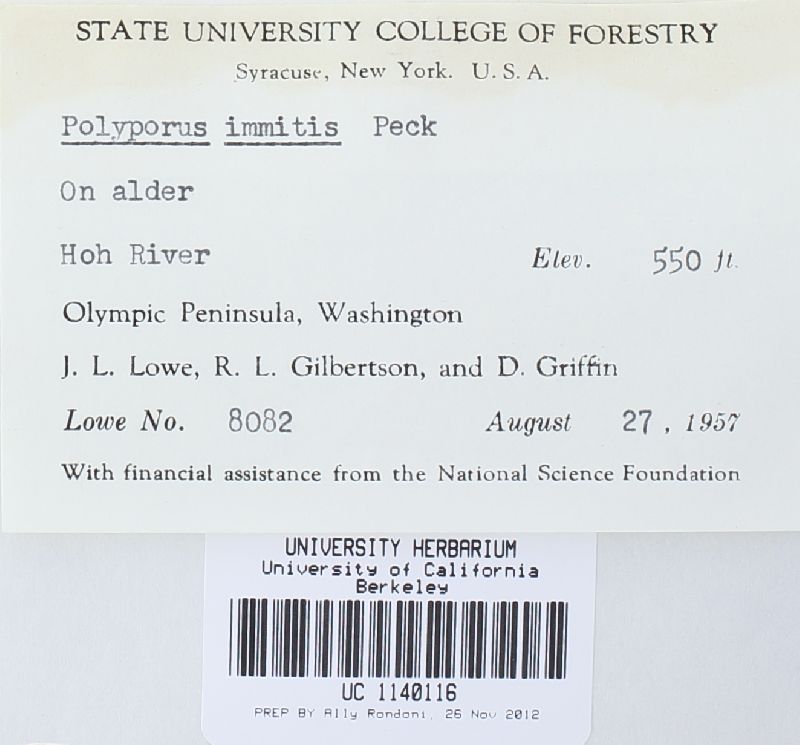 STATE UNIVERSITY COLLEGE OF FORESTRY
Syracuse, New York. U. S. A.
Polyporus immitis Peck
On alder
Hoh River Elev. 550 ft.
Olympic Peninsula, Washington
J. L. Lowe, R. L. Gilbertson, and D. Griffin
Lowe No. 8082 August 27, 1957
With financial assistance from the National Science Foundation
UNIVERSITY HERBARIUM
University of California
Berkeley
UC 1140116
PREP BY Ally Rondoni, 26 Nov 2012